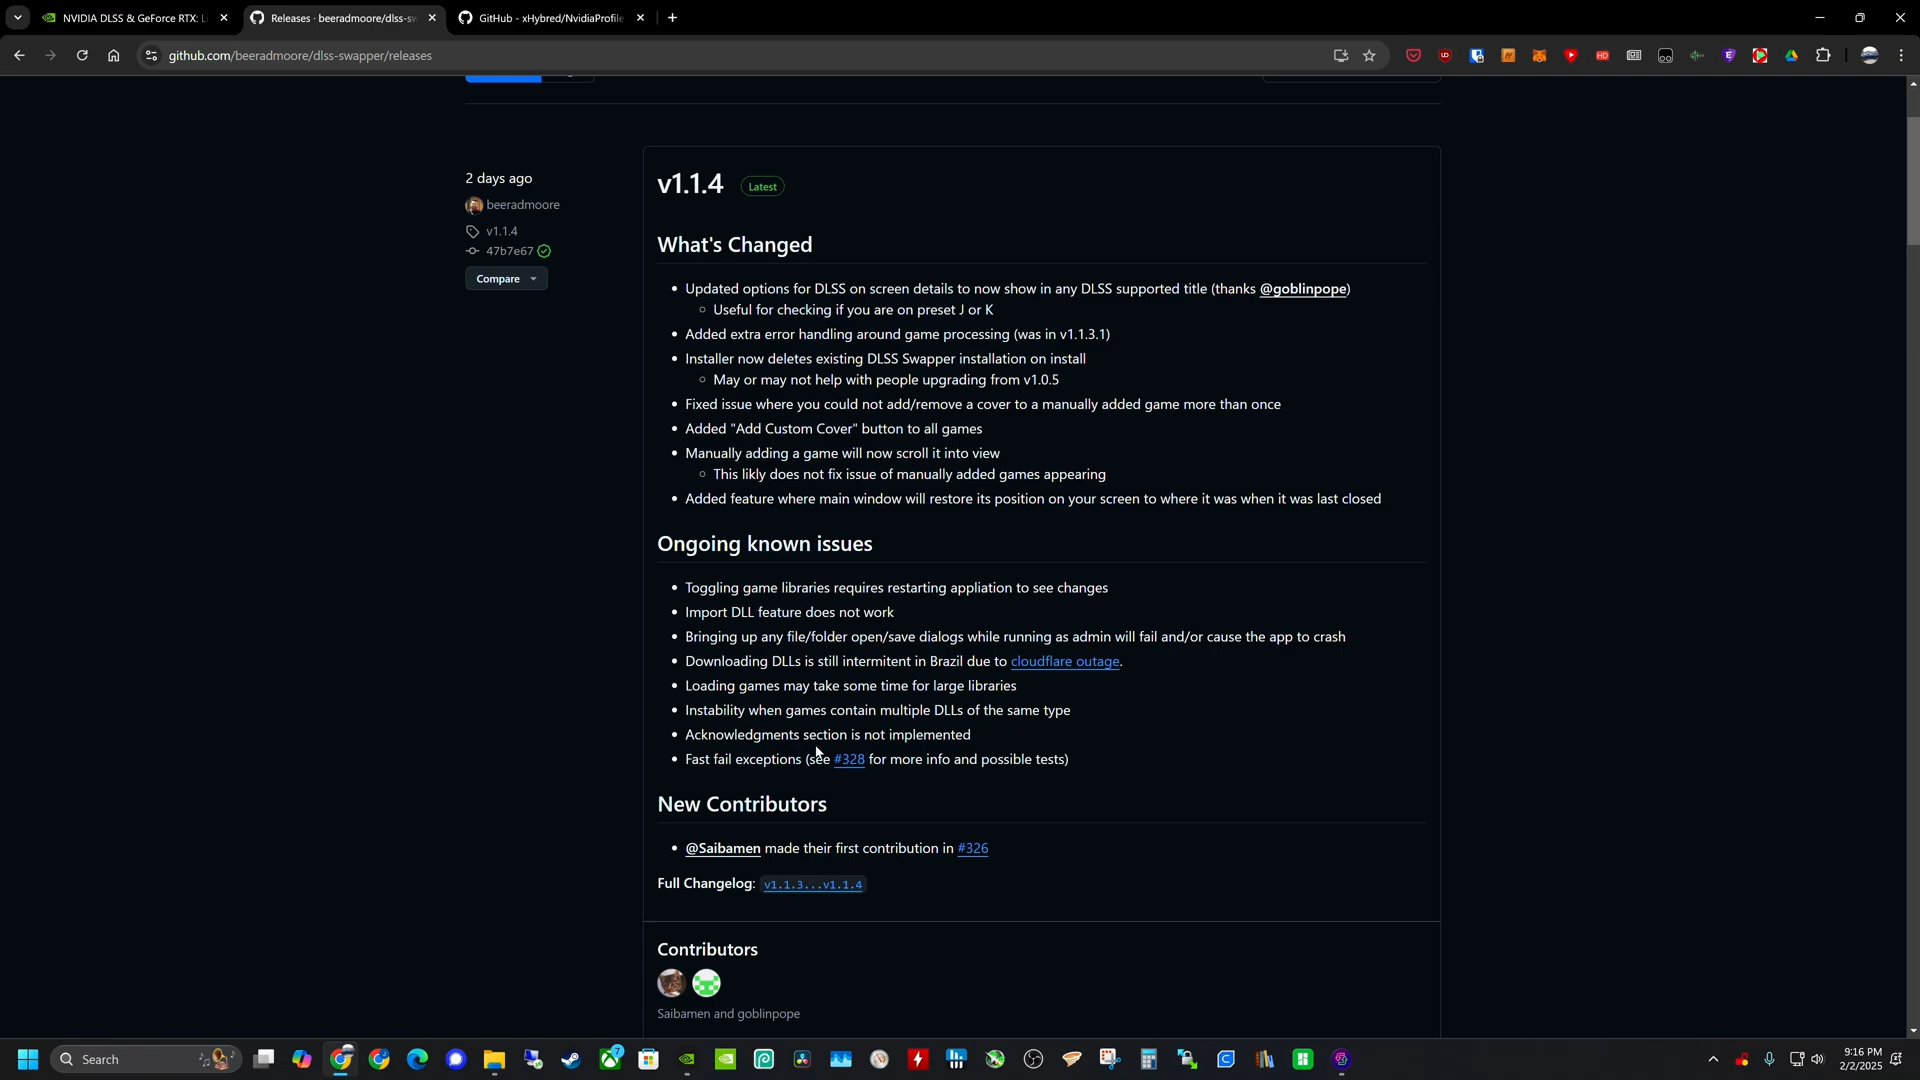 NVIDIA DLSS & GeForce RTX: Li
Releases · beeradmoore/dlss-sw
GitHub - xHybred/NvidiaProfile
github.com/beeradmoore/dlss-swapper/releases
2 days ago
beeradmoore
v1.1.4
47b7e67
Compare
v1.1.4 Latest
What's Changed
Updated options for DLSS on screen details to now show in any DLSS supported title (thanks @goblinpope)
Useful for checking if you are on preset J or K
Added extra error handling around game processing (was in v1.1.3.1)
Installer now deletes existing DLSS Swapper installation on install
May or may not help with people upgrading from v1.0.5
Fixed issue where you could not add/remove a cover to a manually added game more than once
Added "Add Custom Cover" button to all games
Manually adding a game will now scroll it into view
This likly does not fix issue of manually added games appearing
Added feature where main window will restore its position on your screen to where it was when it was last closed
Ongoing known issues
Toggling game libraries requires restarting appliation to see changes
Import DLL feature does not work
Bringing up any file/folder open/save dialogs while running as admin will fail and/or cause the app to crash
Downloading DLLs is still intermitent in Brazil due to cloudflare outage.
Loading games may take some time for large libraries
Instability when games contain multiple DLLs of the same type
Acknowledgments section is not implemented
Fast fail exceptions (see #328 for more info and possible tests)
New Contributors
@Saibamen made their first contribution in #326
Full Changelog: v1.1.3...v1.1.4
Contributors
Saibamen and goblinpope
Search
9:16 PM
2/2/2025